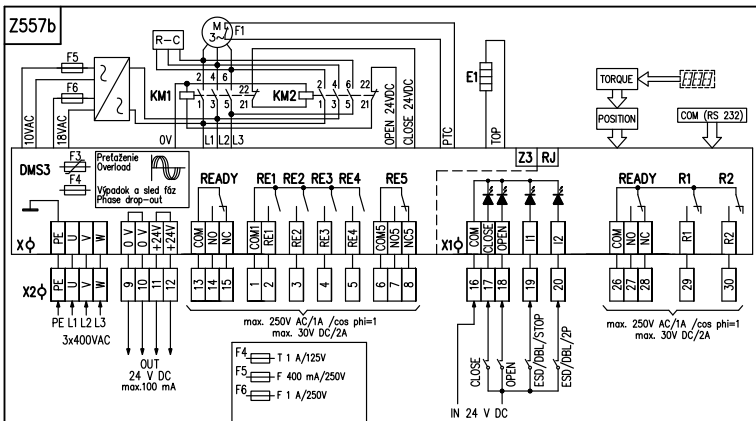 Z557b
M
3~
F1
R-C
F5
F6
2 4 6
22
KM1
1 3 5
21
KM2
2 4 6
22
1 3 5
21
E1
TORQUE
POSITION
COM (RS 232)
10VAC
18VAC
0V
L1 L2 L3
OPEN 24VDC
CLOSE 24VDC
PTC
TOP
DMS3
F3
F4
Preťaženie
Overload
Výpadok a sled fáz
Phase drop-out
READY
RE1 RE2 RE3 RE4
RE5
Z3 RJ
READY
R1
R2
X
PE U V W
0 V 0 V +24V +24V
COM NO NC
COM1 RE1 RE2 RE3 RE4
COM5 NO5 NC5
X1
COM CLOSE OPEN I1 I2
COM NO NC R1 R2
X2
PE U V W
9 10 11 12
13 14 15
1 2 3 4 5
6 7 8
16 17 18 19 20
26 27 28 29 30
PE L1 L2 L3
3x400VAC
OUT
24 V DC
max.100 mA
max. 250V AC/1A /cos phi=1
max. 30V DC/2A
F4 T 1 A/125V
F5 F 400 mA/250V
F6 F 1 A/250V
CLOSE
OPEN
ESD/DBL/STOP
ESD/DBL/2P
IN 24 V DC
max. 250V AC/1A /cos phi=1
max. 30V DC/2A